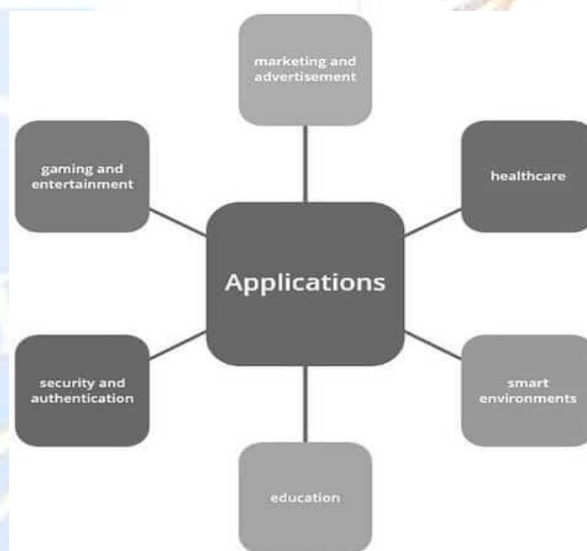 marketing and
advertisement
gaming and
entertainment
healthcare
Applications
security and
authentication
smart
environments
education